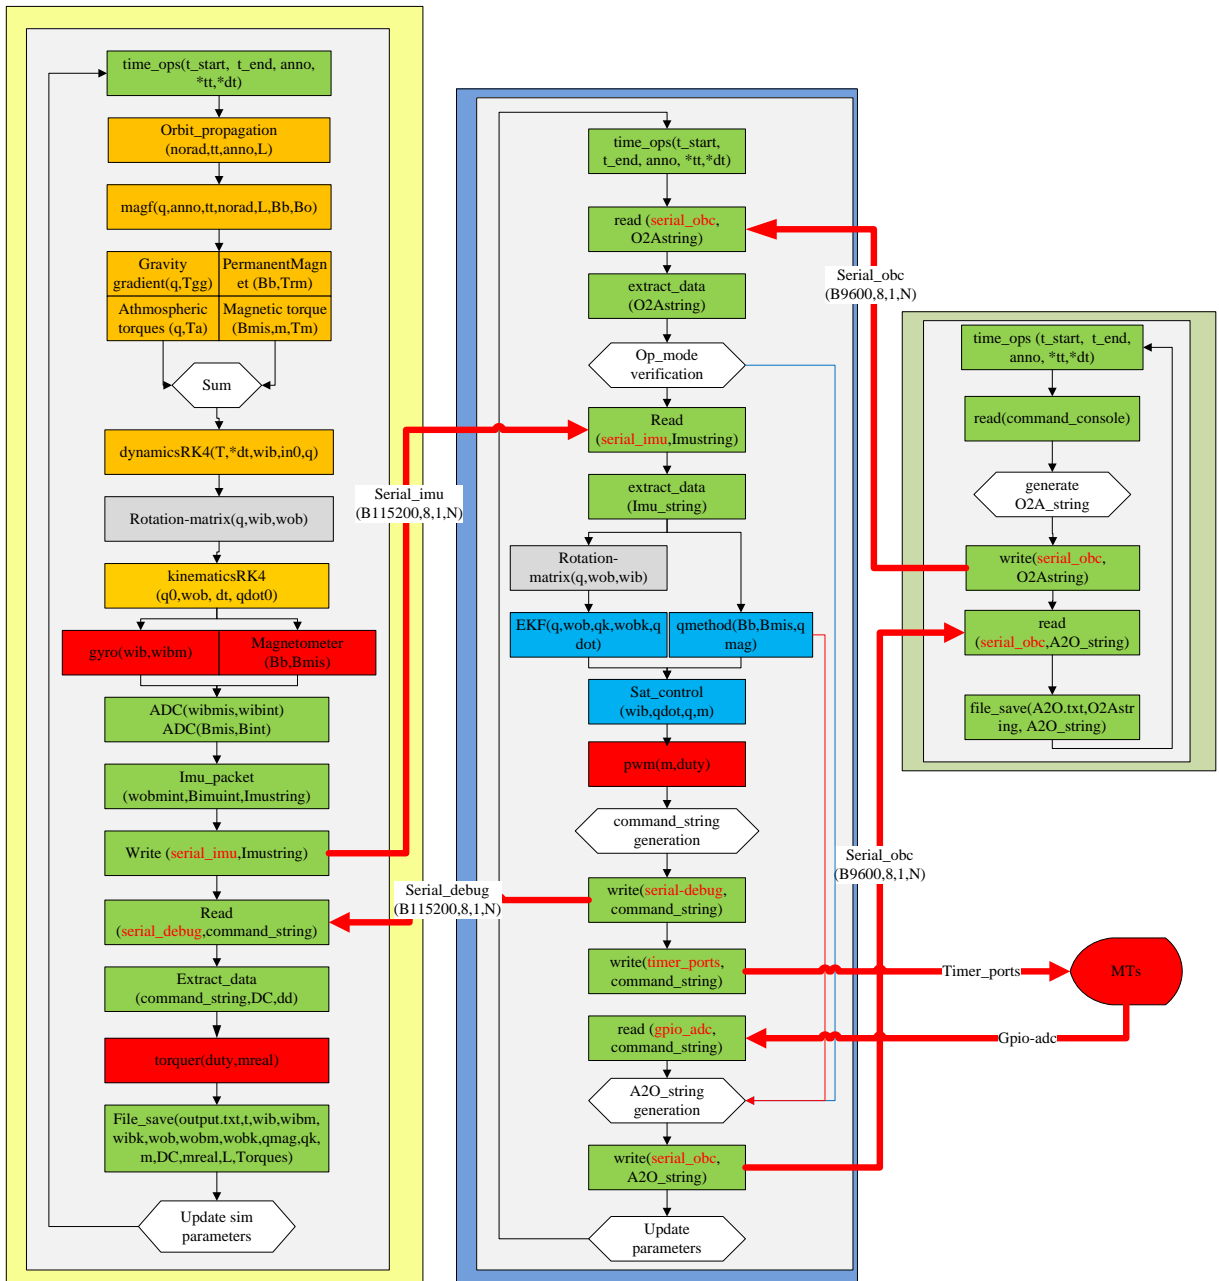 time_ops(t_start, t_end, anno,
*tt,*dt)
Orbit_propagation
(norad,tt,anno,L)
magf(q,anno,tt,norad,L,Bb,Bo)
Gravity
gradient(q,Tgg)
PermanentMagn
et (Bb,Trm)
Athmospheric
torques (q,Ta)
Magnetic torque
(Bmis,m,Tm)
Sum
dynamicsRK4(T,*dt,wib,in0,q)
Rotation-matrix(q,wib,wob)
kinematicsRK4
(q0,wob, dt, qdot0)
gyro(wib,wibm)
Magnetometer
(Bb,Bmis)
ADC(wibmis,wibint)
ADC(Bmis,Bint)
Imu_packet
(wobmint,Bimuint,Imustring)
Write (serial_imu,Imustring)
Read
(serial_debug,command_string)
Extract_data
(command_string,DC,dd)
torquer(duty,mreal)
File_save(output.txt,t,wib,wibm,
wibk,wob,wobm,wobk,qmag,qk,
m,DC,mreal,L,Torques)
Update sim
parameters
Serial_imu
(B115200,8,1,N)
Serial_debug
(B115200,8,1,N)
time_ops(t_start,
t_end, anno, *tt,*dt)
read (serial_obc,
O2Astring)
extract_data
(O2Astring)
Op_mode
verification
Read
(serial_imu,Imustring)
extract_data
(Imu_string)
Rotation-
matrix(q,wob,wib)
EKF(q,wob,qk,wobk,q
dot)
qmethod(Bb,Bmis,q
mag)
Sat_control
(wib,qdot,q,m)
pwm(m,duty)
command_string
generation
write(serial-debug,
command_string)
write(timer_ports,
command_string)
read (gpio_adc,
command_string)
A2O_string
generation
write(serial_obc,
A2O_string)
Update
parameters
Serial_obc
(B9600,8,1,N)
Serial_obc
(B9600,8,1,N)
time_ops (t_start, t_end,
anno, *tt,*dt)
read(command_console)
generate
O2A_string
write(serial_obc,
O2Astring)
read
(serial_obc,A2O_string)
file_save(A2O.txt,O2Astr
ing, A2O_string)
Timer_ports
MTs
Gpio-adc